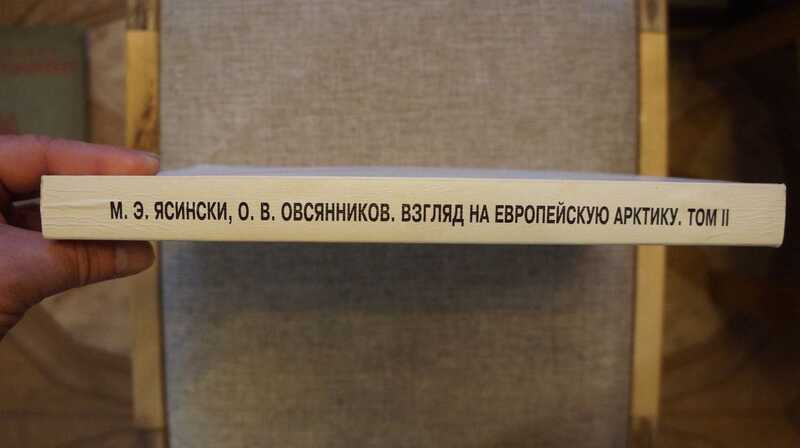 М. Э. ЯСИНСКИ, О. В. ОВСЯННИКОВ. ВЗГЛЯД НА ЕВРОПЕЙСКУЮ АРКТИКУ. ТОМ II